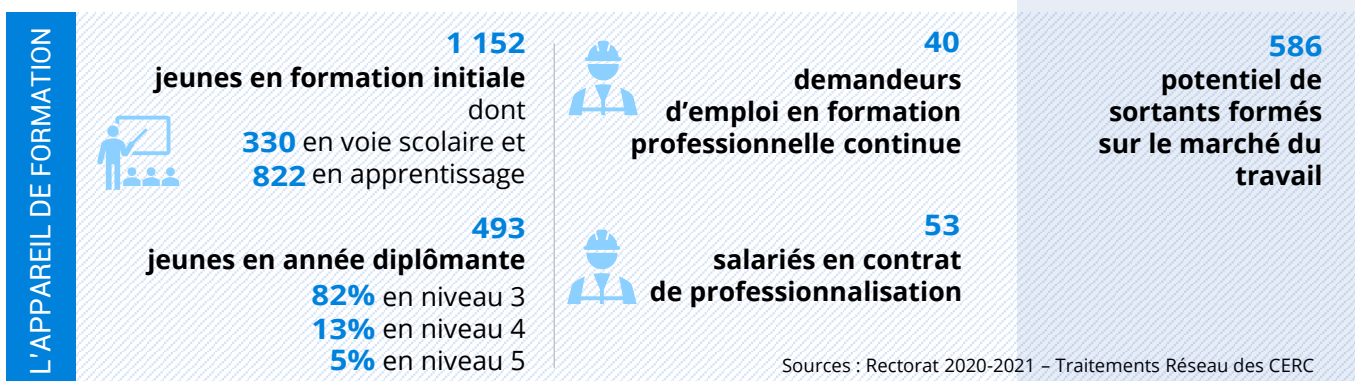 L'APPAREIL DE FORMATION
1 152
jeunes en formation initiale
dont
330 en voie scolaire et
822 en apprentissage
493
jeunes en année diplômante
82% en niveau 3
13% en niveau 4
5% en niveau 5
40
demandeurs
d’emploi en formation
professionnelle continue
53
salariés en contrat
de professionnalisation
586
potentiel de
sortants formés
sur le marché du
travail
Sources : Rectorat 2020-2021 – Traitements Réseau des CERC